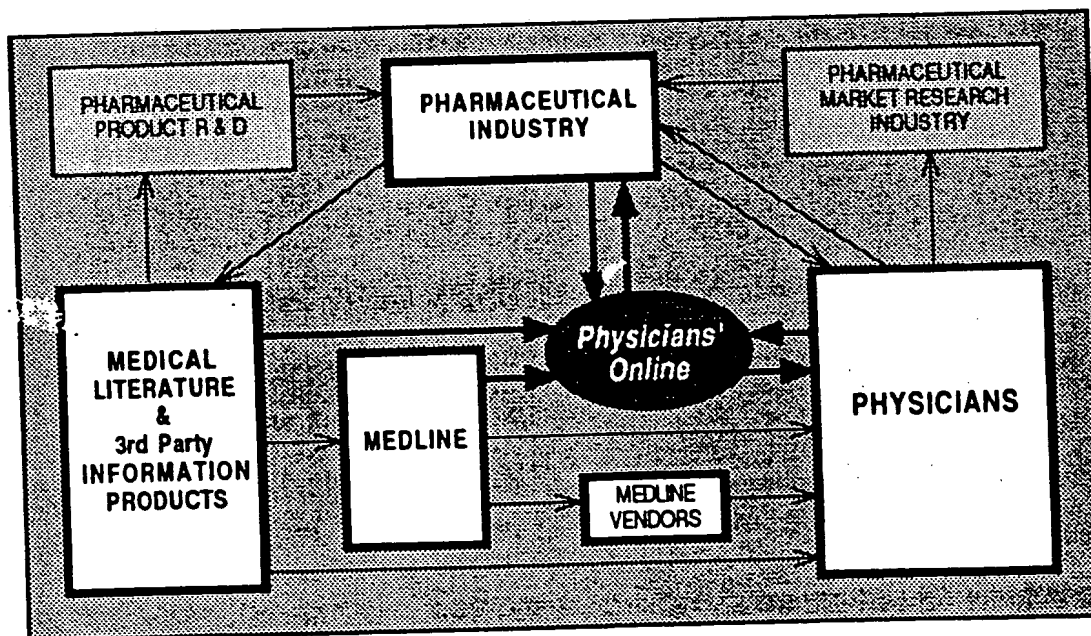 PHARMACEUTICAL
PRODUCT R & D
PHARMACEUTICAL
INDUSTRY
PHARMACEUTICAL
MARKET RESEARCH
INDUSTRY
MEDICAL
LITERATURE
&
3rd Party
INFORMATION
PRODUCTS
MEDLINE
Physicians'
Online
MEDLINE
VENDORS
PHYSICIANS